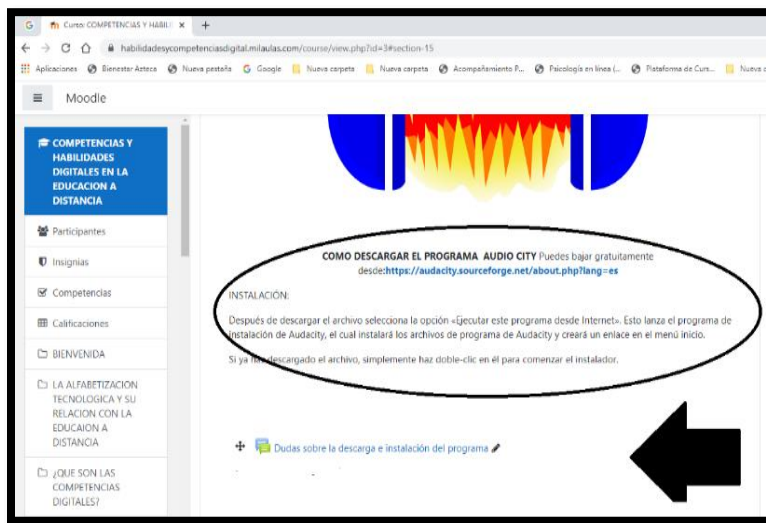 Curso: COMPETENCIAS Y HABILI
habilidadesycompetenciasdigital.milaulas.com/course/view.php?id=3#section-15
Aplicaciones Bienestar Azteca Nueva pestaña Google Nueva carpeta Nueva carpeta Acompañamiento P... Psicología en línea (... Plataforma de Curs... Nueva c
Moodle
COMPETENCIAS Y
HABILIDADES
DIGITALES EN LA
EDUCACION A
DISTANCIA
Participantes
Insignias
Competencias
Calificaciones
BIENVENIDA
LA ALFABETIZACION
TECNOLOGICA Y SU
RELACION CON LA
EDUCAION A
DISTANCIA
¿QUE SON LAS
COMPETENCIAS
DIGITALES?
COMO DESCARGAR EL PROGRAMA AUDIO CITY Puedes bajar gratuitamente
desde:https://audacity.sourceforge.net/about.php?lang=es
INSTALACIÓN:
Después de descargar el archivo selecciona la opción «Ejecutar este programa desde Internet». Esto lanza el programa de
instalación de Audacity, el cual instalará los archivos de programa de Audacity y creará un enlace en el menú inicio.
Si ya has descargado el archivo, simplemente haz doble-clic en él para comenzar el instalador.
Dudas sobre la descarga e instalación del programa